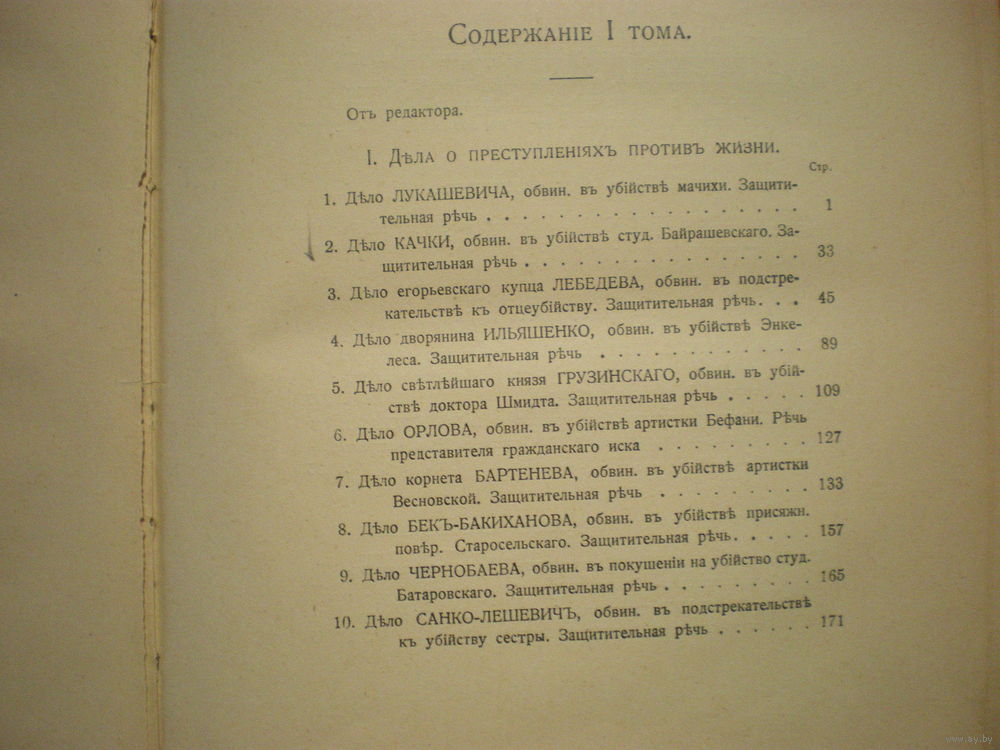 Содержаніе I тома.
Отъ редактора.
I. Дѣла о преступленіяхъ противъ жизни.
Стр.
1. Дѣло ЛУКАШЕВИЧА, обвин. въ убійствѣ мачихи. Защити-
тельная рѣчь . . . . . . . . . . . . . . . . . 1
2. Дѣло КАЧКИ, обвин. въ убійствѣ студ. Байрашевскаго. За-
щитительная рѣчь . . . . . . . . . . . . . . . 33
3. Дѣло егорьевскаго купца ЛЕБЕДЕВА, обвин. въ подстре-
кательствѣ къ отцеубійству. Защитительная рѣчь. . . 45
4. Дѣло дворянина ИЛЬЯШЕНКО, обвин. въ убійствѣ Энке-
леса. Защитительная рѣчь . . . . . . . . . . . 89
5. Дѣло свѣтлѣйшаго князя ГРУЗИНСКАГО, обвин. въ убій-
ствѣ доктора Шмидта. Защитительная рѣчь . . . . . 109
6. Дѣло ОРЛОВА, обвин. въ убійствѣ артистки Бефани. Рѣчь
представителя гражданскаго иска . . . . . . . . 127
7. Дѣло корнета БАРТЕНЕВА, обвин. въ убійствѣ артистки
Весновской. Защитительная рѣчь . . . . . . . . 133
8. Дѣло БЕКЪ-БАКИХАНОВА, обвин. въ убійствѣ присяжн.
повѣр. Старосельскаго. Защитительная рѣчь. . . . . 157
9. Дѣло ЧЕРНОБАЕВА, обвин. въ покушеніи на убійство студ.
Батаровскаго. Защитительная рѣчь . . . . . . . . 165
10. Дѣло САНКО-ЛЕШЕВИЧЪ, обвин. въ подстрекательствѣ
къ убійству сестры. Защитительная рѣчь . . . . . . 171
www.ay.by